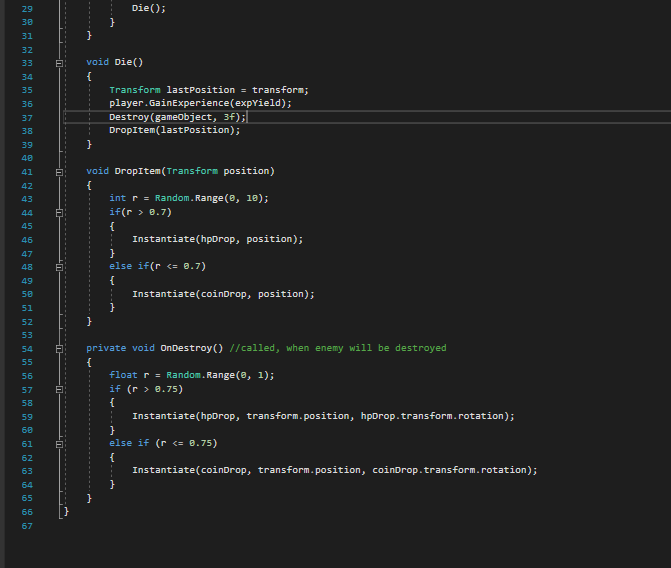 29 Die();
30 }
31 }
32
33 void Die()
34 {
35 Transform lastPosition = transform;
36 player.GainExperience(expYield);
37 Destroy(gameObject, 3f);
38 DropItem(lastPosition);
39 }
40
41 void DropItem(Transform position)
42 {
43 int r = Random.Range(0, 10);
44 if(r > 0.7)
45 {
46 Instantiate(hpDrop, position);
47 }
48 else if(r <= 0.7)
49 {
50 Instantiate(coinDrop, position);
51 }
52 }
53
54 private void OnDestroy() //called, when enemy will be destroyed
55 {
56 float r = Random.Range(0, 1);
57 if (r > 0.75)
58 {
59 Instantiate(hpDrop, transform.position, hpDrop.transform.rotation);
60 }
61 else if (r <= 0.75)
62 {
63 Instantiate(coinDrop, transform.position, coinDrop.transform.rotation);
64 }
65 }
66 }
67